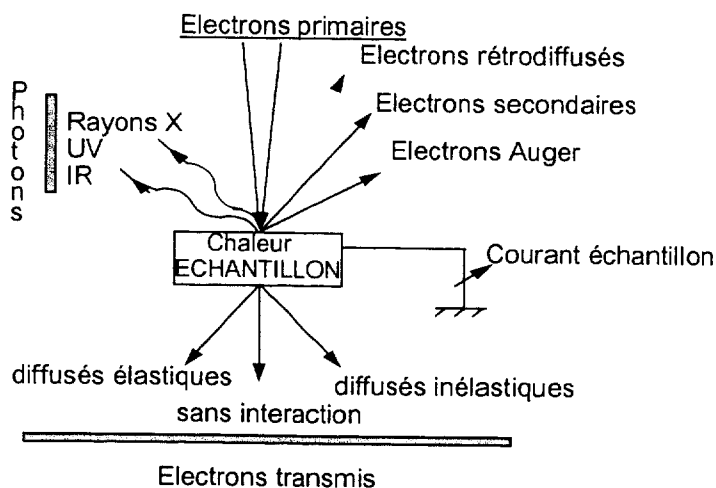 Electrons primaires
Electrons rétrodiffusés
Electrons secondaires
Electrons Auger
Photons
Rayons X
UV
IR
Chaleur
ECHANTILLON
Courant échantillon
diffusés élastiques
sans interaction
diffusés inélastiques
Electrons transmis